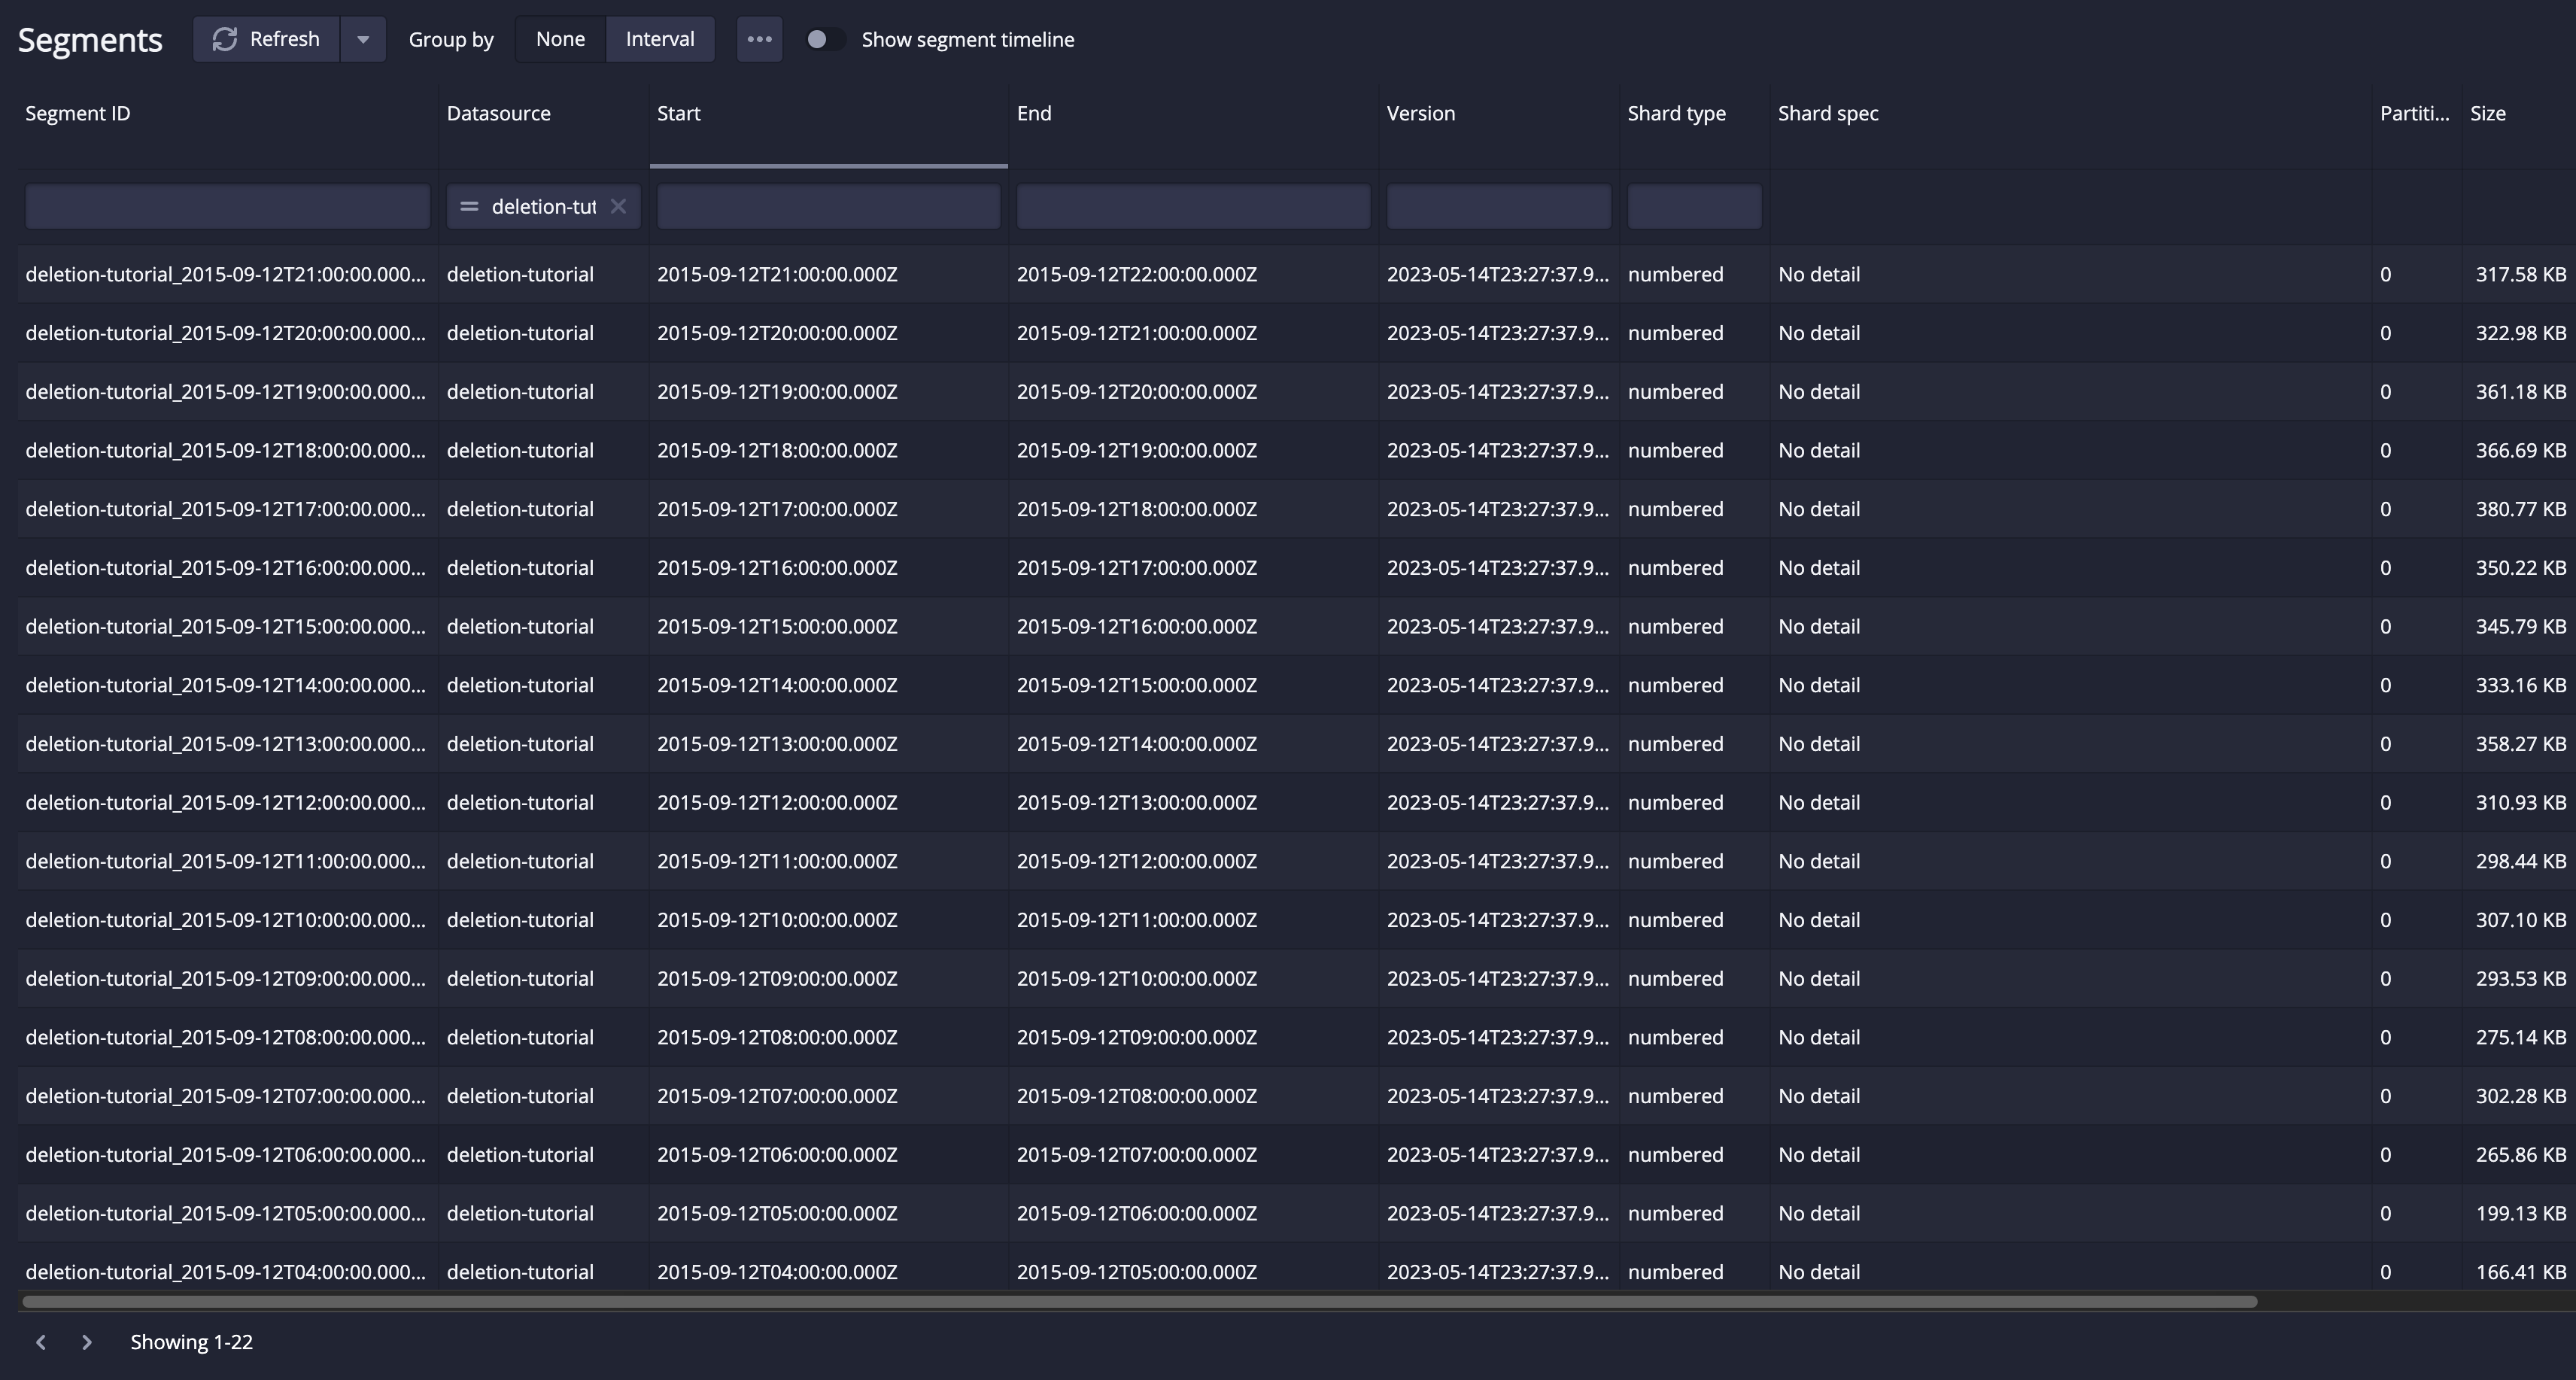 Segments Refresh Group by None Interval Show segment timeline
Segment ID Datasource Start End Version Shard type Shard spec Partiti... Size
= deletion-tut
deletion-tutorial_2015-09-12T21:00:00.000... deletion-tutorial 2015-09-12T21:00:00.000Z 2015-09-12T22:00:00.000Z 2023-05-14T23:27:37.9... numbered No detail 0 317.58 KB
deletion-tutorial_2015-09-12T20:00:00.000... deletion-tutorial 2015-09-12T20:00:00.000Z 2015-09-12T21:00:00.000Z 2023-05-14T23:27:37.9... numbered No detail 0 322.98 KB
deletion-tutorial_2015-09-12T19:00:00.000... deletion-tutorial 2015-09-12T19:00:00.000Z 2015-09-12T20:00:00.000Z 2023-05-14T23:27:37.9... numbered No detail 0 361.18 KB
deletion-tutorial_2015-09-12T18:00:00.000... deletion-tutorial 2015-09-12T18:00:00.000Z 2015-09-12T19:00:00.000Z 2023-05-14T23:27:37.9... numbered No detail 0 366.69 KB
deletion-tutorial_2015-09-12T17:00:00.000... deletion-tutorial 2015-09-12T17:00:00.000Z 2015-09-12T18:00:00.000Z 2023-05-14T23:27:37.9... numbered No detail 0 380.77 KB
deletion-tutorial_2015-09-12T16:00:00.000... deletion-tutorial 2015-09-12T16:00:00.000Z 2015-09-12T17:00:00.000Z 2023-05-14T23:27:37.9... numbered No detail 0 350.22 KB
deletion-tutorial_2015-09-12T15:00:00.000... deletion-tutorial 2015-09-12T15:00:00.000Z 2015-09-12T16:00:00.000Z 2023-05-14T23:27:37.9... numbered No detail 0 345.79 KB
deletion-tutorial_2015-09-12T14:00:00.000... deletion-tutorial 2015-09-12T14:00:00.000Z 2015-09-12T15:00:00.000Z 2023-05-14T23:27:37.9... numbered No detail 0 333.16 KB
deletion-tutorial_2015-09-12T13:00:00.000... deletion-tutorial 2015-09-12T13:00:00.000Z 2015-09-12T14:00:00.000Z 2023-05-14T23:27:37.9... numbered No detail 0 358.27 KB
deletion-tutorial_2015-09-12T12:00:00.000... deletion-tutorial 2015-09-12T12:00:00.000Z 2015-09-12T13:00:00.000Z 2023-05-14T23:27:37.9... numbered No detail 0 310.93 KB
deletion-tutorial_2015-09-12T11:00:00.000... deletion-tutorial 2015-09-12T11:00:00.000Z 2015-09-12T12:00:00.000Z 2023-05-14T23:27:37.9... numbered No detail 0 298.44 KB
deletion-tutorial_2015-09-12T10:00:00.000... deletion-tutorial 2015-09-12T10:00:00.000Z 2015-09-12T11:00:00.000Z 2023-05-14T23:27:37.9... numbered No detail 0 307.10 KB
deletion-tutorial_2015-09-12T09:00:00.000... deletion-tutorial 2015-09-12T09:00:00.000Z 2015-09-12T10:00:00.000Z 2023-05-14T23:27:37.9... numbered No detail 0 293.53 KB
deletion-tutorial_2015-09-12T08:00:00.000... deletion-tutorial 2015-09-12T08:00:00.000Z 2015-09-12T09:00:00.000Z 2023-05-14T23:27:37.9... numbered No detail 0 275.14 KB
deletion-tutorial_2015-09-12T07:00:00.000... deletion-tutorial 2015-09-12T07:00:00.000Z 2015-09-12T08:00:00.000Z 2023-05-14T23:27:37.9... numbered No detail 0 302.28 KB
deletion-tutorial_2015-09-12T06:00:00.000... deletion-tutorial 2015-09-12T06:00:00.000Z 2015-09-12T07:00:00.000Z 2023-05-14T23:27:37.9... numbered No detail 0 265.86 KB
deletion-tutorial_2015-09-12T05:00:00.000... deletion-tutorial 2015-09-12T05:00:00.000Z 2015-09-12T06:00:00.000Z 2023-05-14T23:27:37.9... numbered No detail 0 199.13 KB
deletion-tutorial_2015-09-12T04:00:00.000... deletion-tutorial 2015-09-12T04:00:00.000Z 2015-09-12T05:00:00.000Z 2023-05-14T23:27:37.9... numbered No detail 0 166.41 KB
Showing 1-22